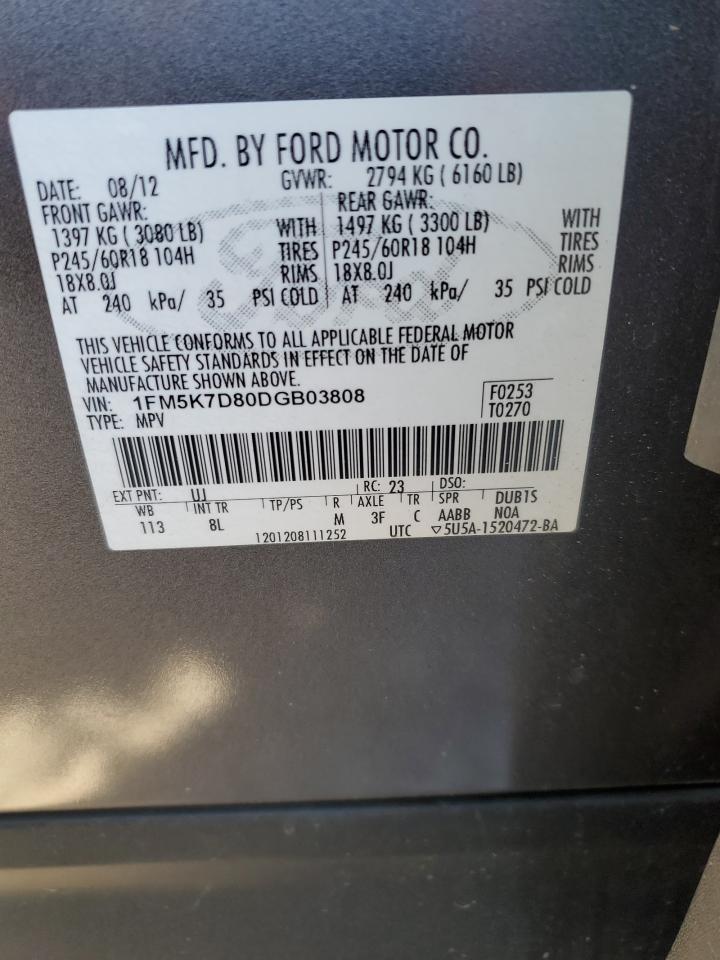 MFD. BY FORD MOTOR CO.
DATE: 08/12 GVWR: 2794 KG ( 6160 LB)
FRONT GAWR: REAR GAWR:
1397 KG ( 3080 LB) WITH 1497 KG ( 3300 LB) WITH
P245/60R18 104H TIRES P245/60R18 104H TIRES
18X8.0J RIMS 18X8.0J RIMS
AT 240 kPa/ 35 PSI COLD AT 240 kPa/ 35 PSI COLD
Ford
THIS VEHICLE CONFORMS TO ALL APPLICABLE FEDERAL MOTOR
VEHICLE SAFETY STANDARDS IN EFFECT ON THE DATE OF
MANUFACTURE SHOWN ABOVE.
VIN: 1FM5K7D80DGB03808 F0253
TYPE: MPV T0270
EXT PNT: UJ RC: 23 DSO:
WB INT TR TP/PS R AXLE TR SPR DUB1S
113 8L M 3F C AABB NOA
1201208111252 UTC ▽5U5A-1520472-BA